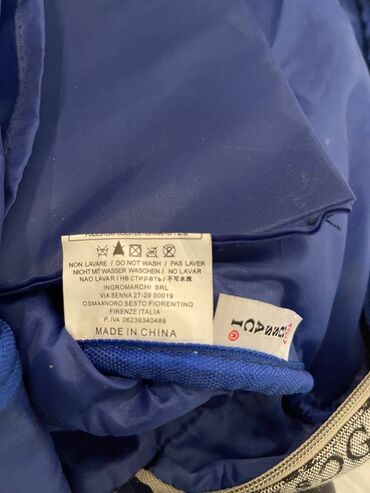 NON LAVARE / DO NOT WASH / PAS LAVER
NICHT MIT WASSER WASCHEN / NO LAVAR
NAO LAVAR / Не стирать / 不可水洗
INGROMARCHI SRL
VIA SENNA 27-29 50019
OSMANNORO SESTO FIORENTINO
FIRENZE ITALIA
P. IVA 06239340489
MADE IN CHINA